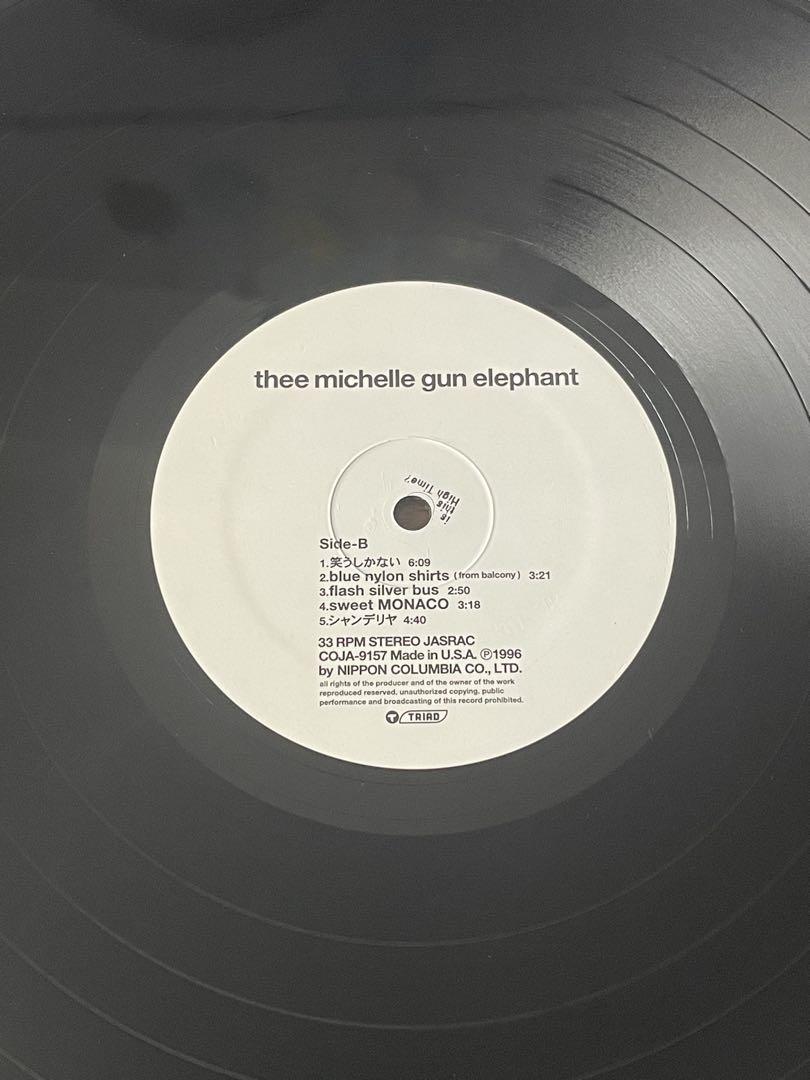 thee michelle gun elephant
is
this
High Time?
Side-B
1.笑うしかない 6:09
2.blue nylon shirts (from balcony) 3:21
3.flash silver bus 2:50
4.sweet MONACO 3:18
5.シャンデリヤ 4:40
33 RPM STEREO JASRAC
COJA-9157 Made in U.S.A. Ⓟ1996
by NIPPON COLUMBIA CO., LTD.
all rights of the producer and of the owner of the work
reproduced reserved. unauthorized copying, public
performance and broadcasting of this record prohibited.
T TRIAD